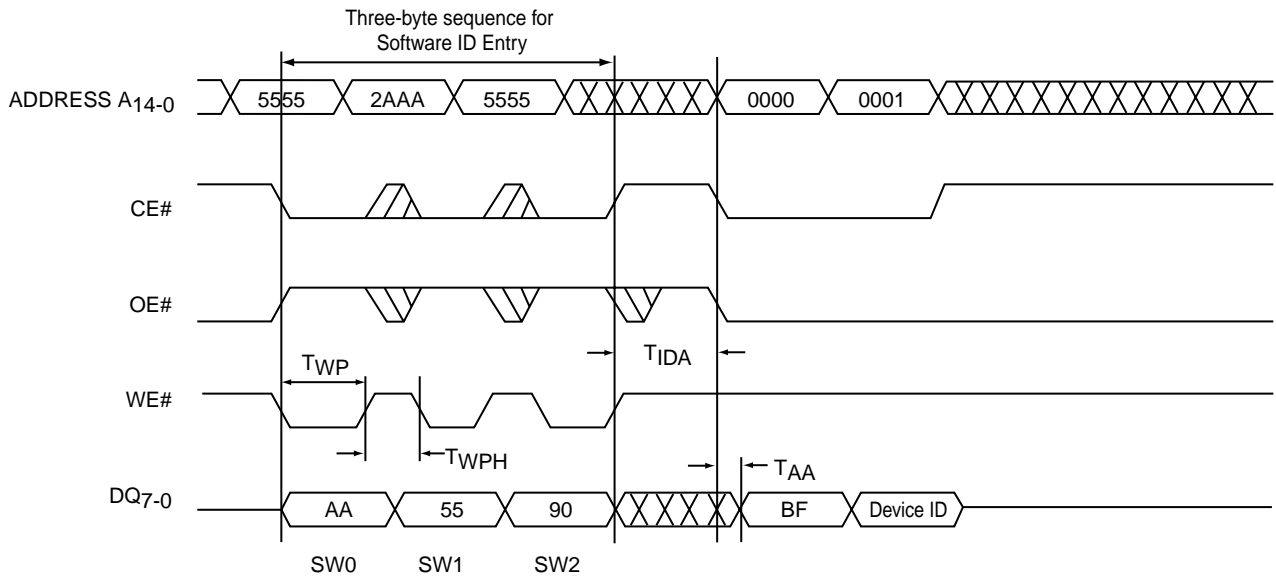 Three-byte sequence for
Software ID Entry
ADDRESS A14-0
5555 2AAA 5555 0000 0001
CE#
OE#
TWP
TIDA
WE#
TWPH
TAA
DQ7-0
AA 55 90 BF Device ID
SW0 SW1 SW2